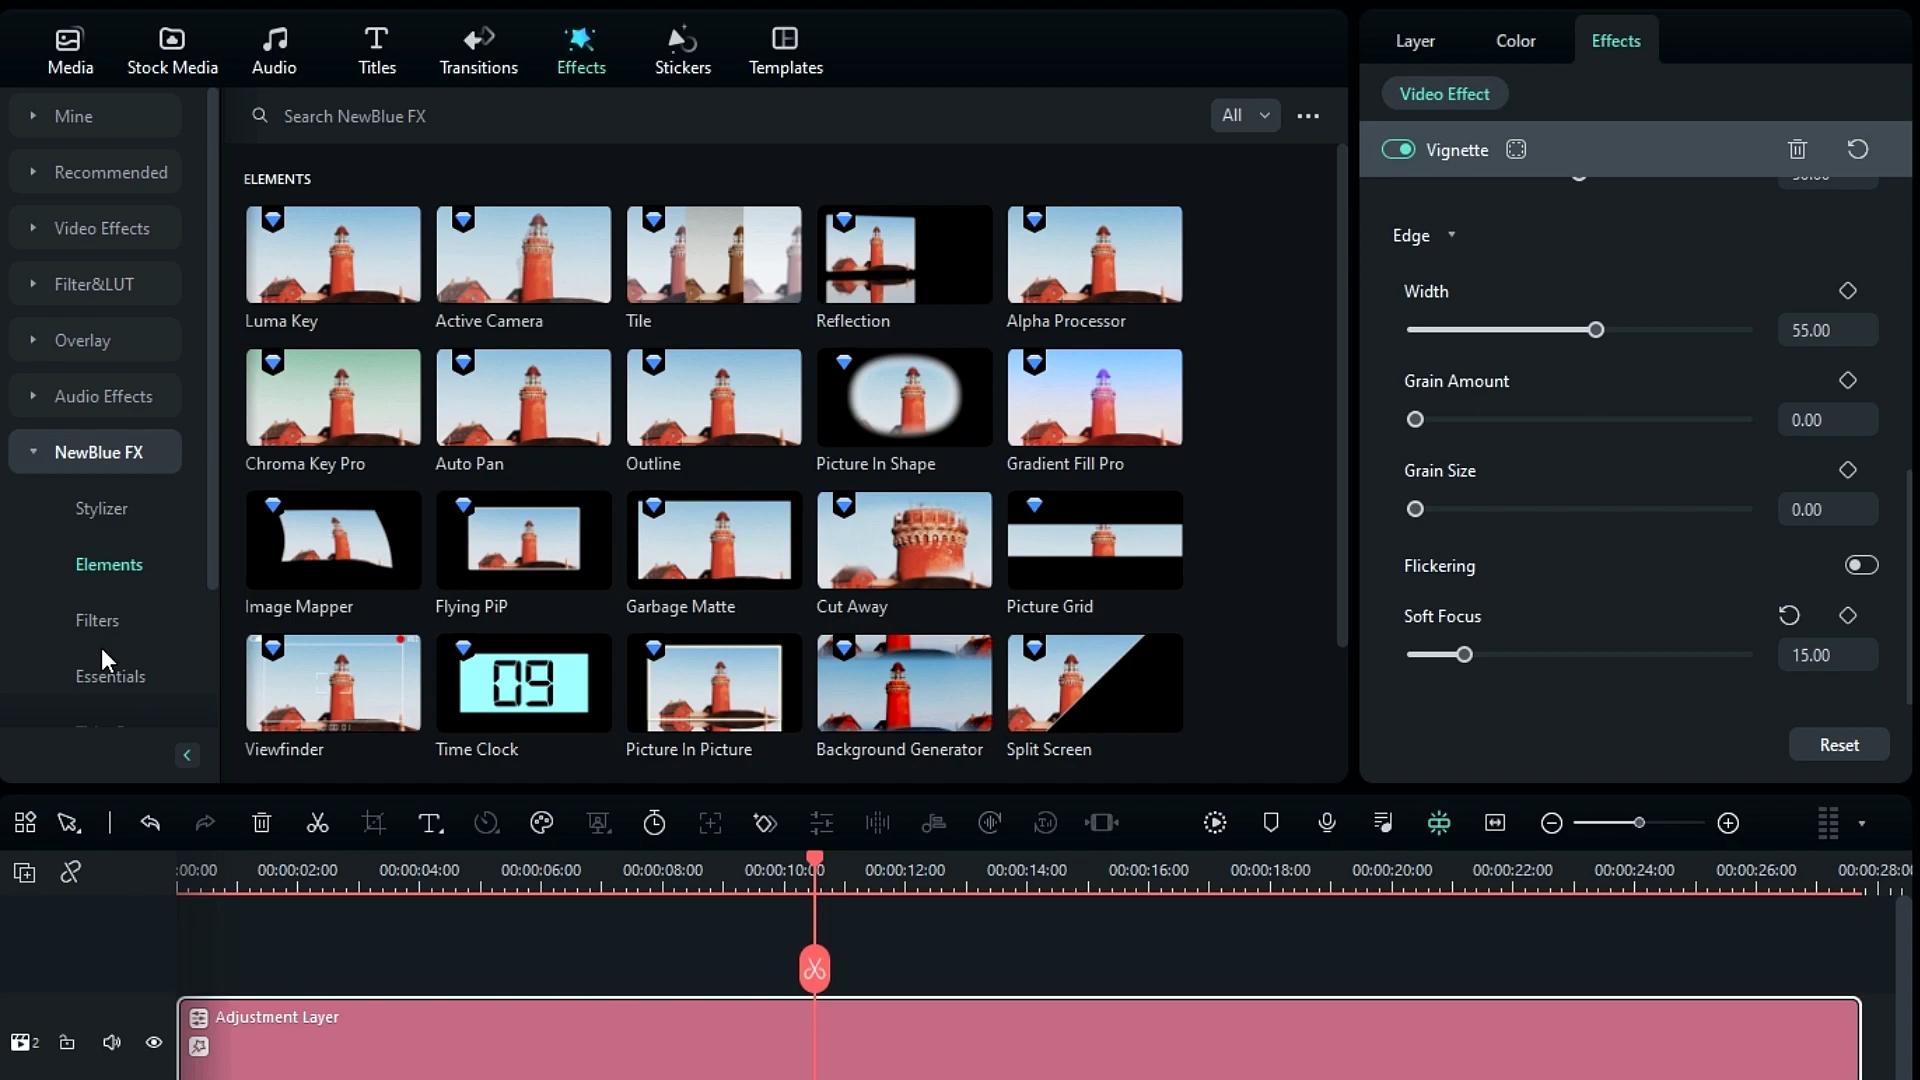 Media
Stock Media
Audio
Titles
Transitions
Effects
Stickers
Templates
Mine
Recommended
Video Effects
Filter&LUT
Overlay
Audio Effects
NewBlue FX
Stylizer
Elements
Filters
Essentials
Search NewBlue FX
All
ELEMENTS
Luma Key
Active Camera
Tile
Reflection
Alpha Processor
Chroma Key Pro
Auto Pan
Outline
Picture In Shape
Gradient Fill Pro
Image Mapper
Flying PiP
Garbage Matte
Cut Away
Picture Grid
09
Viewfinder
Time Clock
Picture In Picture
Background Generator
Split Screen
Layer
Color
Effects
Video Effect
Vignette
Edge
Width
55.00
Grain Amount
0.00
Grain Size
0.00
Flickering
Soft Focus
15.00
Reset
:00:00
00:00:02:00
00:00:04:00
00:00:06:00
00:00:08:00
00:00:10:00
00:00:12:00
00:00:14:00
00:00:16:00
00:00:18:00
00:00:20:00
00:00:22:00
00:00:24:00
00:00:26:00
00:00:28:00
Adjustment Layer
2